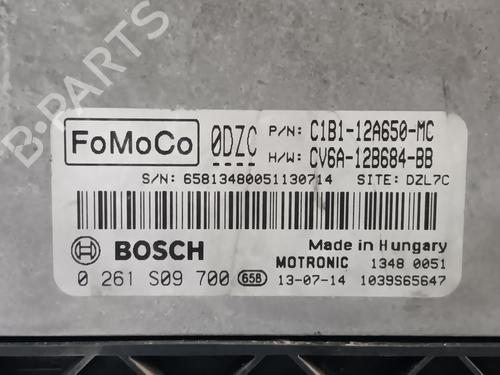 B-PARTS
FoMoCo 0DZC P/N: C1B1-12A650-MC
H/W: CV6A-12B684-BB
S/N: 65813480051130714 SITE: DZL7C
BOSCH Made in Hungary
MOTRONIC 1348 0051
0 261 S09 700 658 13-07-14 1039S65647